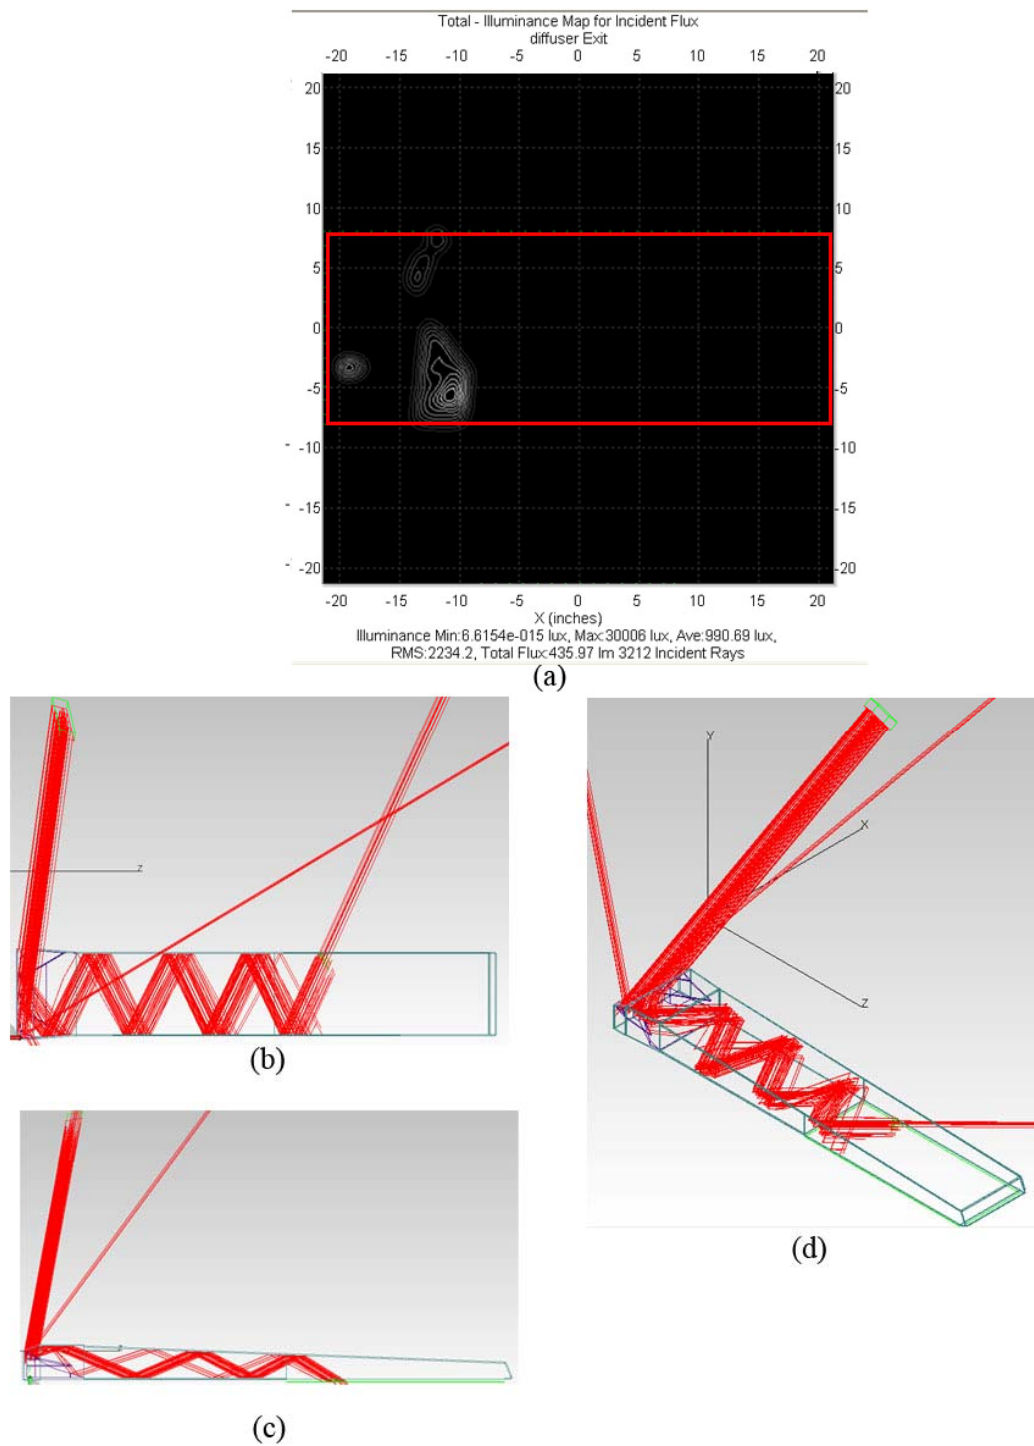 Total - Illuminance Map for Incident Flux
diffuser Exit
-20 -15 -10 -5 0 5 10 15 20
20 20
15 15
10 10
5 5
0 0
-5 -5
-10 -10
-15 -15
-20 -20
-20 -15 -10 -5 0 5 10 15 20
X (inches)
Illuminance Min:6.6154e-015 lux, Max:30006 lux, Ave:990.69 lux,
RMS:2234.2, Total Flux:435.97 lm 3212 Incident Rays
(a)
z
(b)
Y
X
Z
(d)
z
(c)